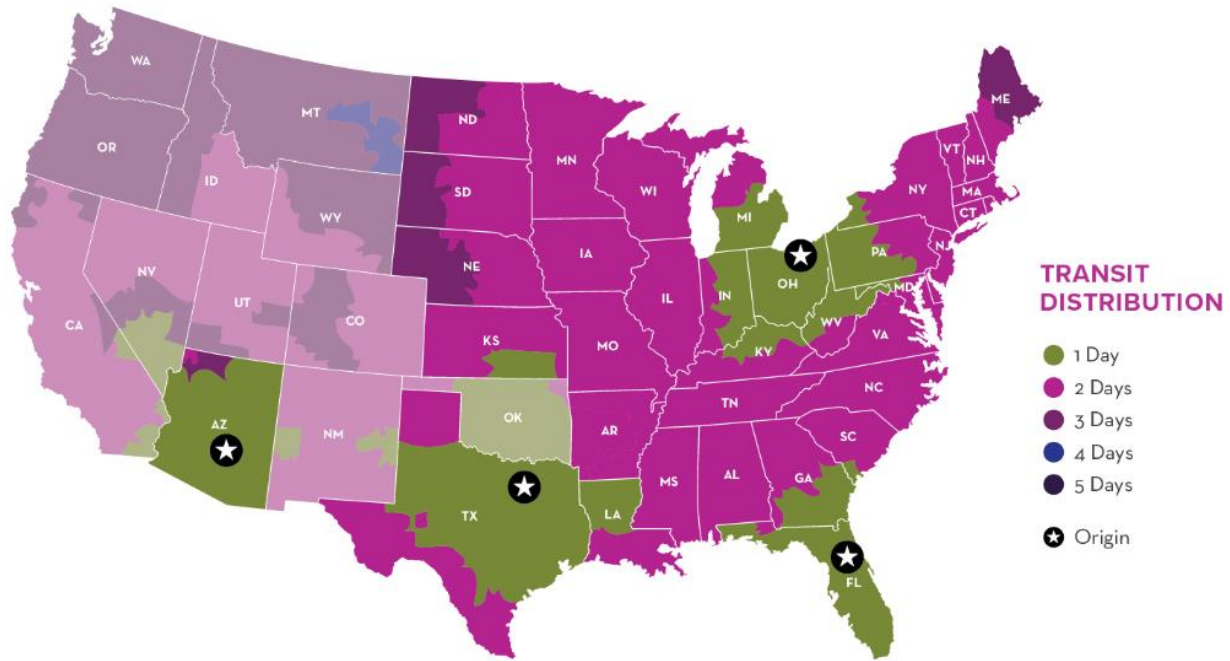 WA
MT
ND
OR
ID
MN
ME
VT
NH
WY
SD
WI
NY
MA
MI
CT
NE
IA
PA
NJ
NV
UT
CO
IL
IN
OH
MD
CA
KS
MO
WV
VA
KY
AZ
NM
OK
AR
TN
NC
SC
TX
LA
MS
AL
GA
FL
TRANSIT
DISTRIBUTION
1 Day
2 Days
3 Days
4 Days
5 Days
Origin